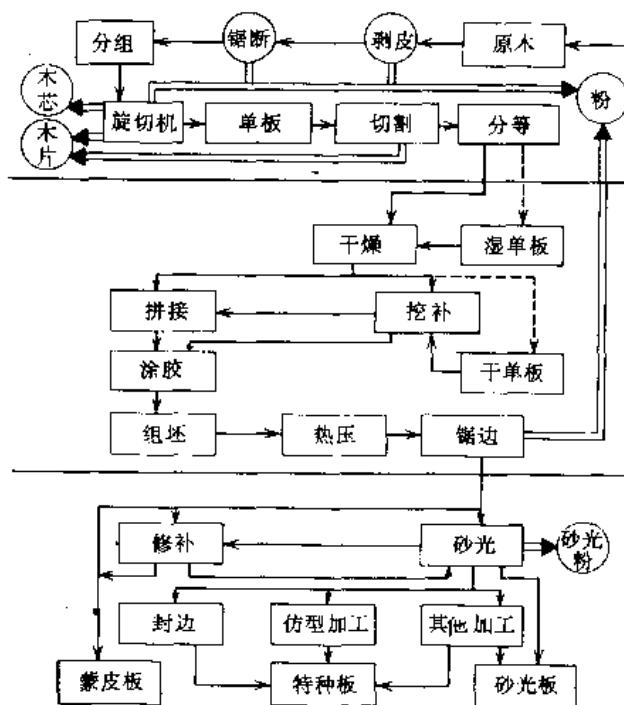 分组
锯断
剥皮
原木
木芯
粉
旋切机
单板
切割
分等
木片
干燥
湿单板
拼接
挖补
涂胶
干单板
组坯
热压
锯边
修补
砂光
砂光粉
封边
仿型加工
其他加工
蒙皮板
特种板
砂光板